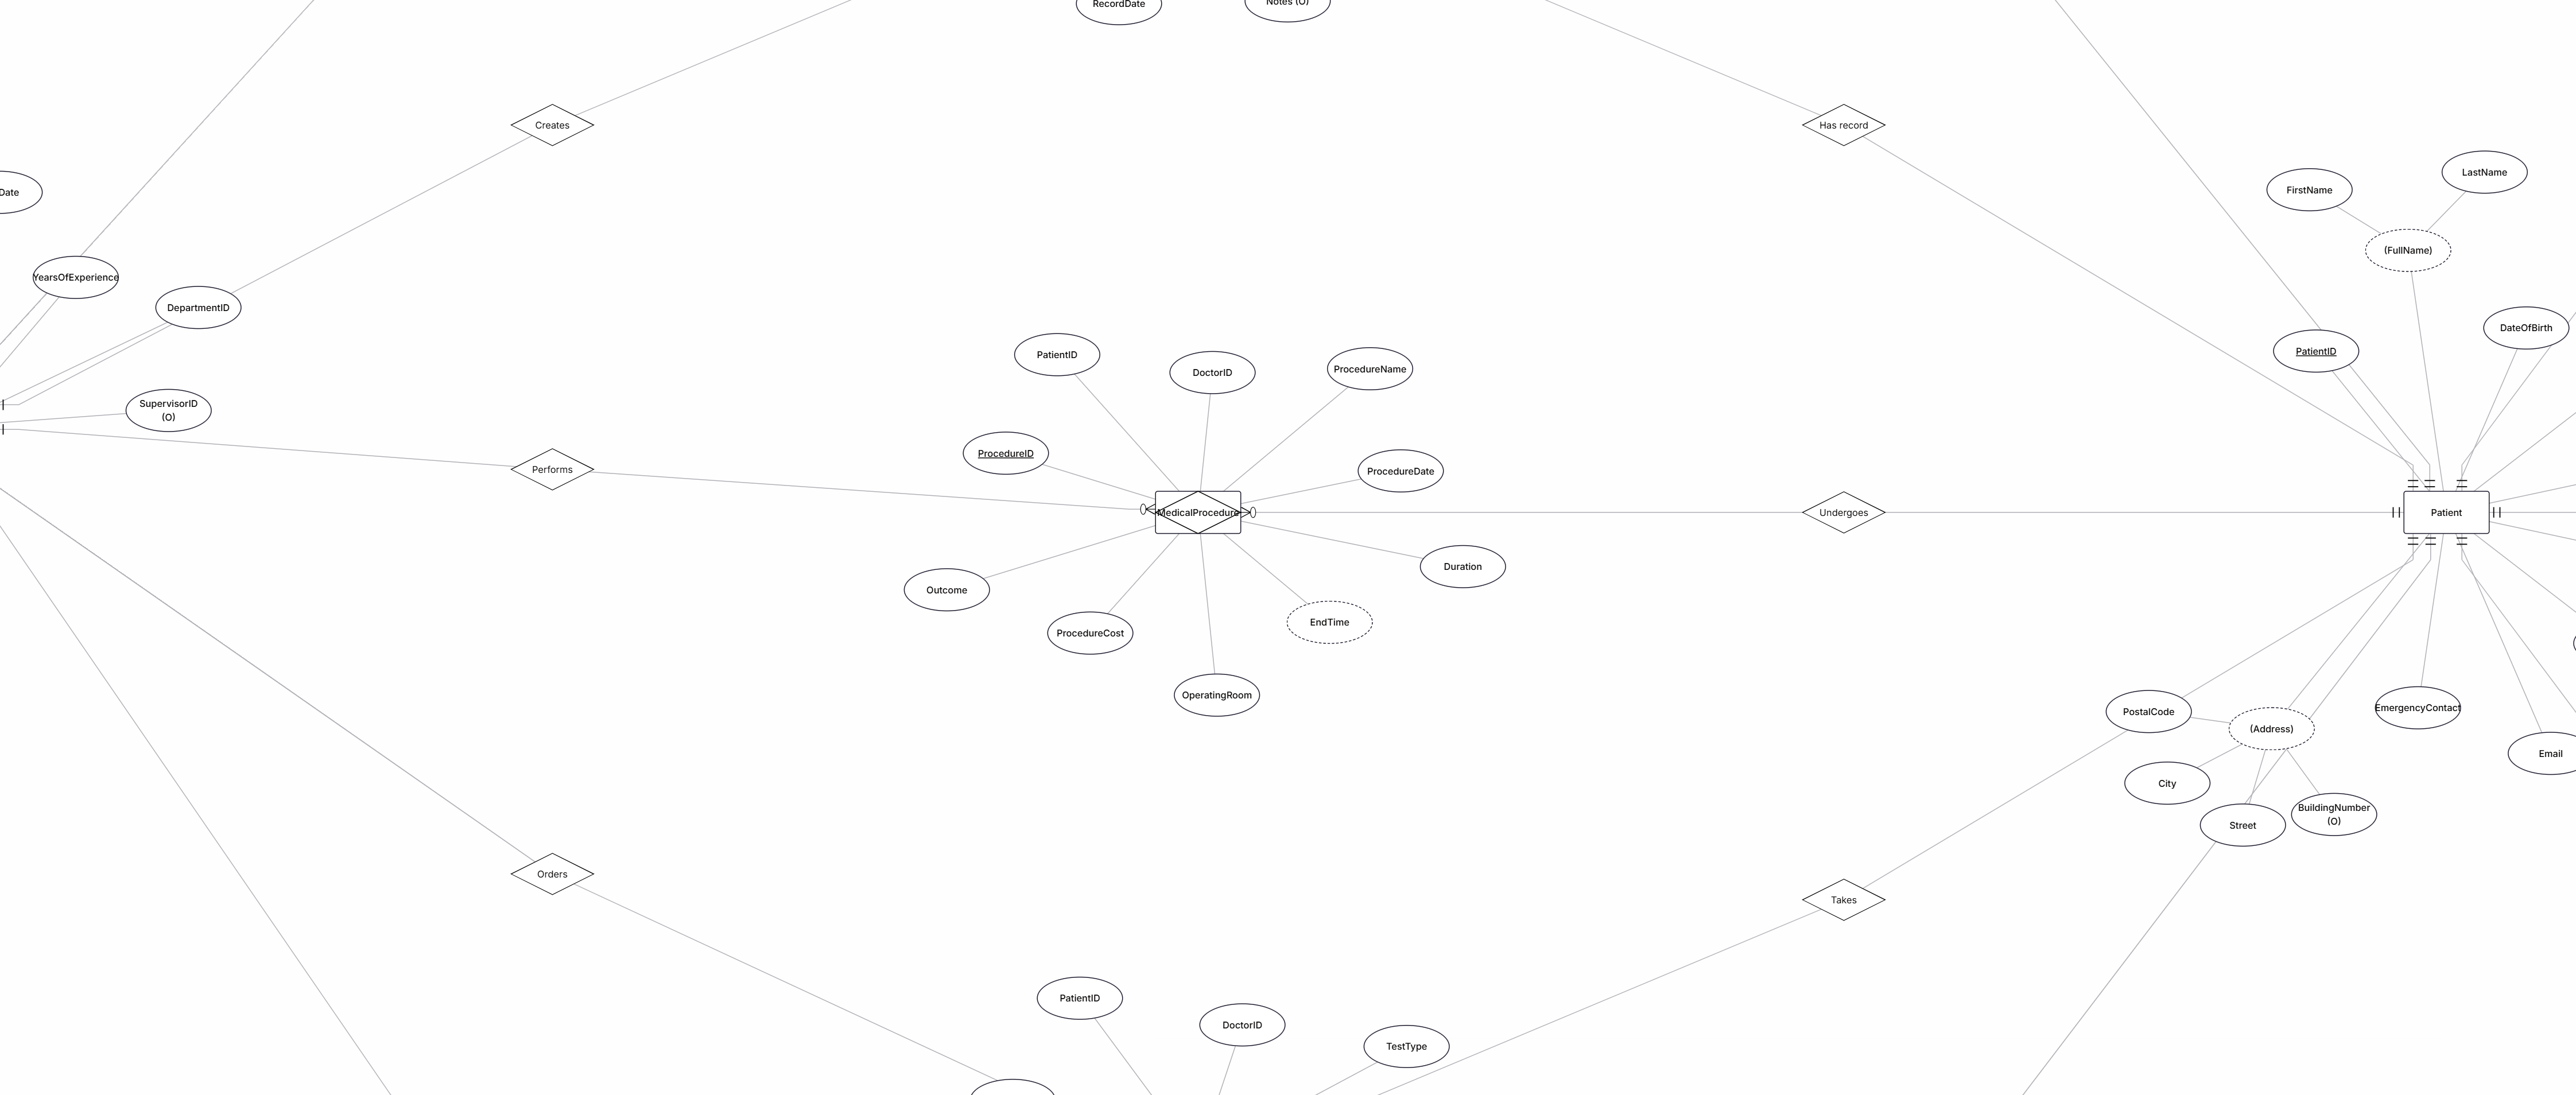 RecordDate
Notes (O)
Creates
Has record
LastName
FirstName
Date
(FullName)
YearsOfExperience
DepartmentID
DateOfBirth
PatientID
PatientID
DoctorID
ProcedureName
SupervisorID
(O)
ProcedureID
Performs
ProcedureDate
MedicalProcedure
Undergoes
Patient
Duration
Outcome
EndTime
ProcedureCost
OperatingRoom
EmergencyContact
PostalCode
(Address)
Email
City
BuildingNumber
(O)
Street
Orders
Takes
PatientID
DoctorID
TestType